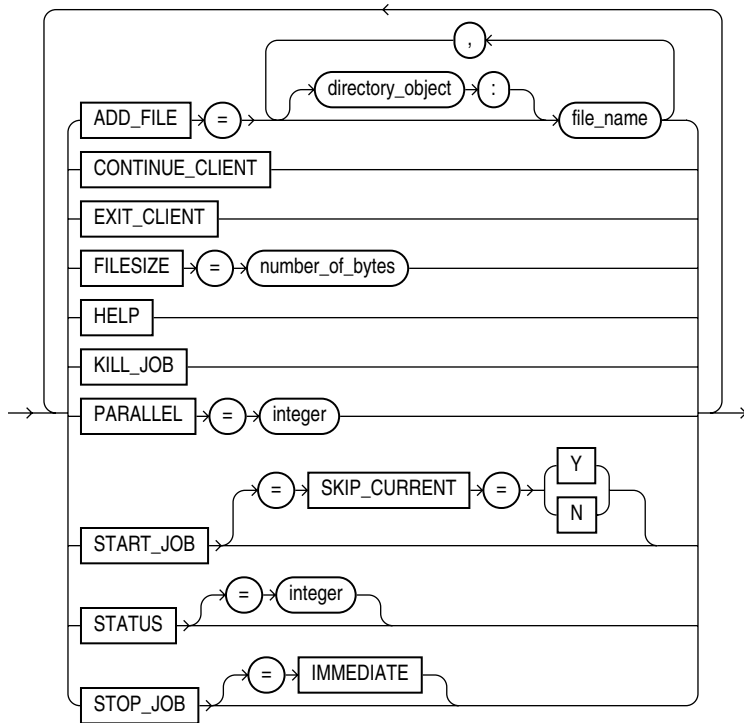 ,
directory_object :
ADD_FILE = file_name
CONTINUE_CLIENT
EXIT_CLIENT
FILESIZE = number_of_bytes
HELP
KILL_JOB
PARALLEL = integer
Y
= SKIP_CURRENT =
N
START_JOB
= integer
STATUS
= IMMEDIATE
STOP_JOB